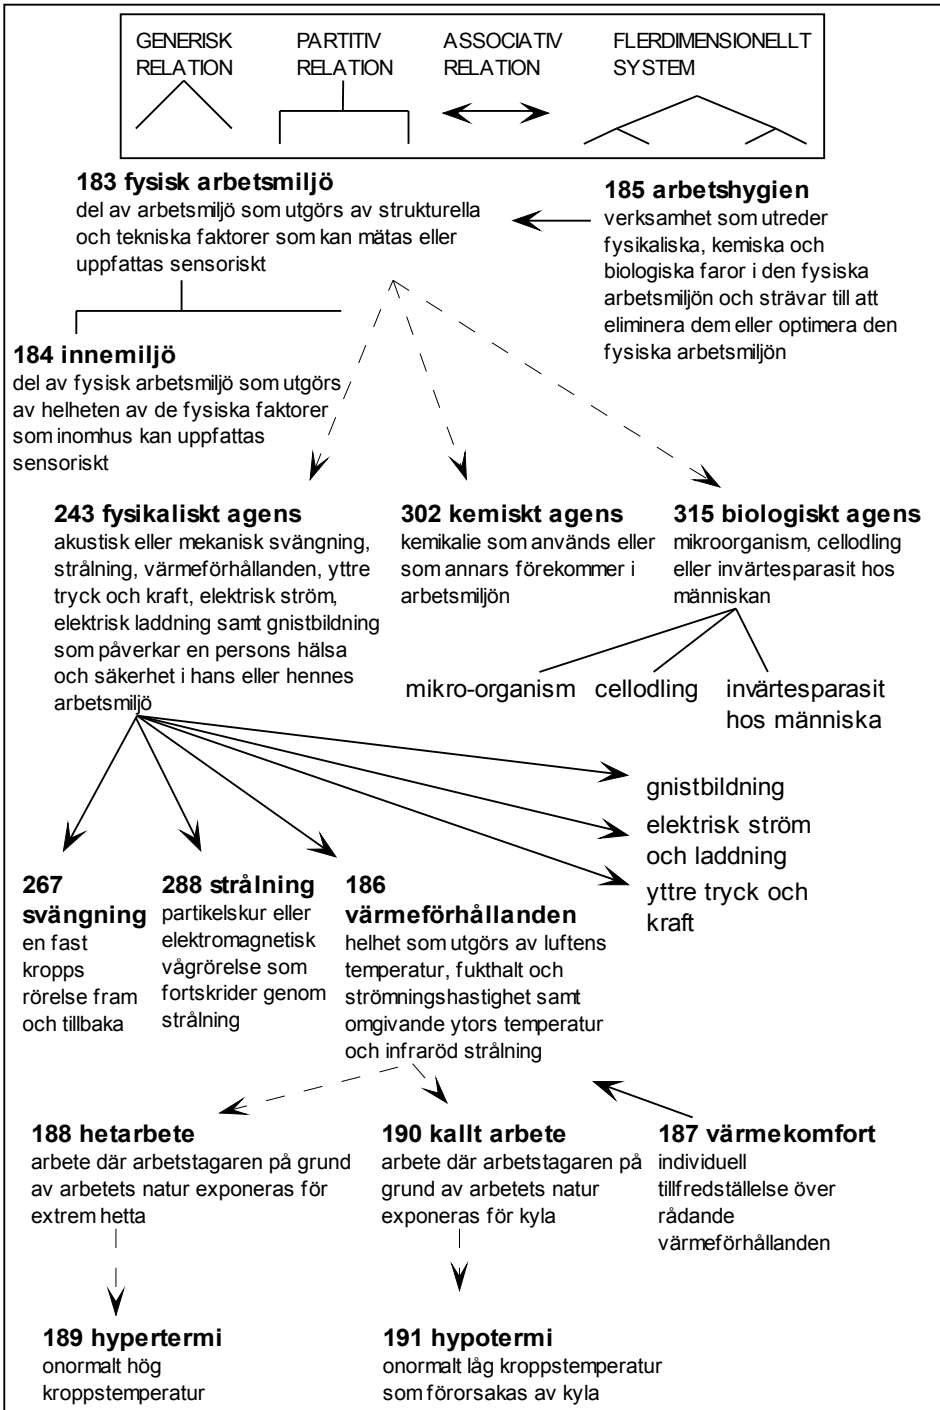 GENERISK RELATION
PARTITIV RELATION
ASSOCIATIV RELATION
FLERDIMENSIONELLT SYSTEM
183 fysisk arbetsmiljö
del av arbetsmiljö som utgörs av strukturella
och tekniska faktorer som kan mätas eller
uppfattas sensoriskt
185 arbetshygien
verksamhet som utreder
fysikaliska, kemiska och
biologiska faror i den fysiska
arbetsmiljön och strävar till att
eliminera dem eller optimera den
fysiska arbetsmiljön
184 innemiljö
del av fysisk arbetsmiljö som utgörs
av helheten av de fysiska faktorer
som inomhus kan uppfattas
sensoriskt
243 fysikaliskt agens
akustisk eller mekanisk svängning,
strålning, värmeförhållanden, yttre
tryck och kraft, elektrisk ström,
elektrisk laddning samt gnistbildning
som påverkar en persons hälsa
och säkerhet i hans eller hennes
arbetsmiljö
302 kemiskt agens
kemikalie som används eller
som annars förekommer i
arbetsmiljön
315 biologiskt agens
mikroorganism, cellodling
eller invärtesparasit hos
människan
mikro-organism
cellodling
invärtesparasit
hos människa
gnistbildning
elektrisk ström
och laddning
yttre tryck och
kraft
267
svängning
en fast
kropps
rörelse fram
och tillbaka
288 strålning
partikelskur eller
elektromagnetisk
vågrörelse som
fortskrider genom
strålning
186
värmeförhållanden
helhet som utgörs av luftens
temperatur, fukthalt och
strömningshastighet samt
omgivande ytors temperatur
och infraröd strålning
188 hetarbete
arbete där arbetstagaren på grund
av arbetets natur exponeras för
extrem hetta
190 kallt arbete
arbete där arbetstagaren på
grund av arbetets natur
exponeras för kyla
187 värmekomfort
individuell
tillfredställelse över
rådande
värmeförhållanden
189 hypertermi
onormalt hög
kroppstemperatur
191 hypotermi
onormalt låg kroppstemperatur
som förorsakas av kyla